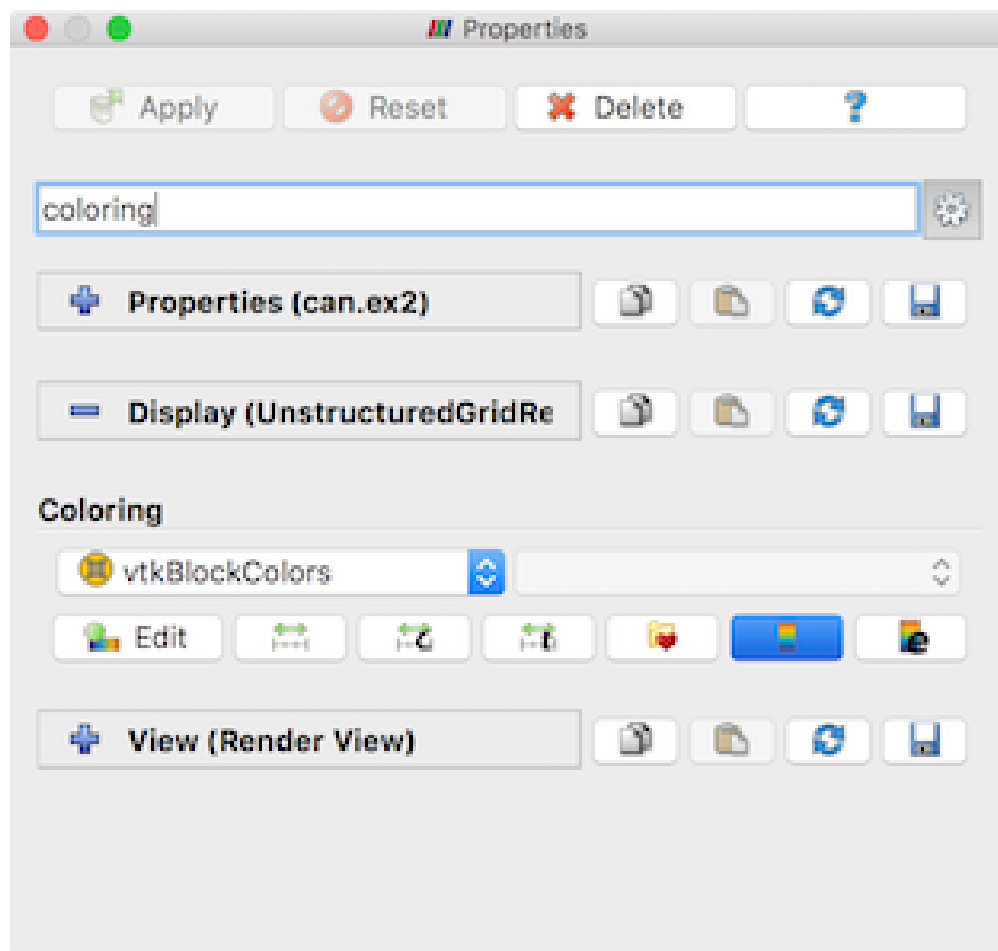 Properties
Apply Reset Delete ?
coloring
Properties (can.ex2)
Display (UnstructuredGridRe
Coloring
vtkBlockColors
Edit c t e
View (Render View)